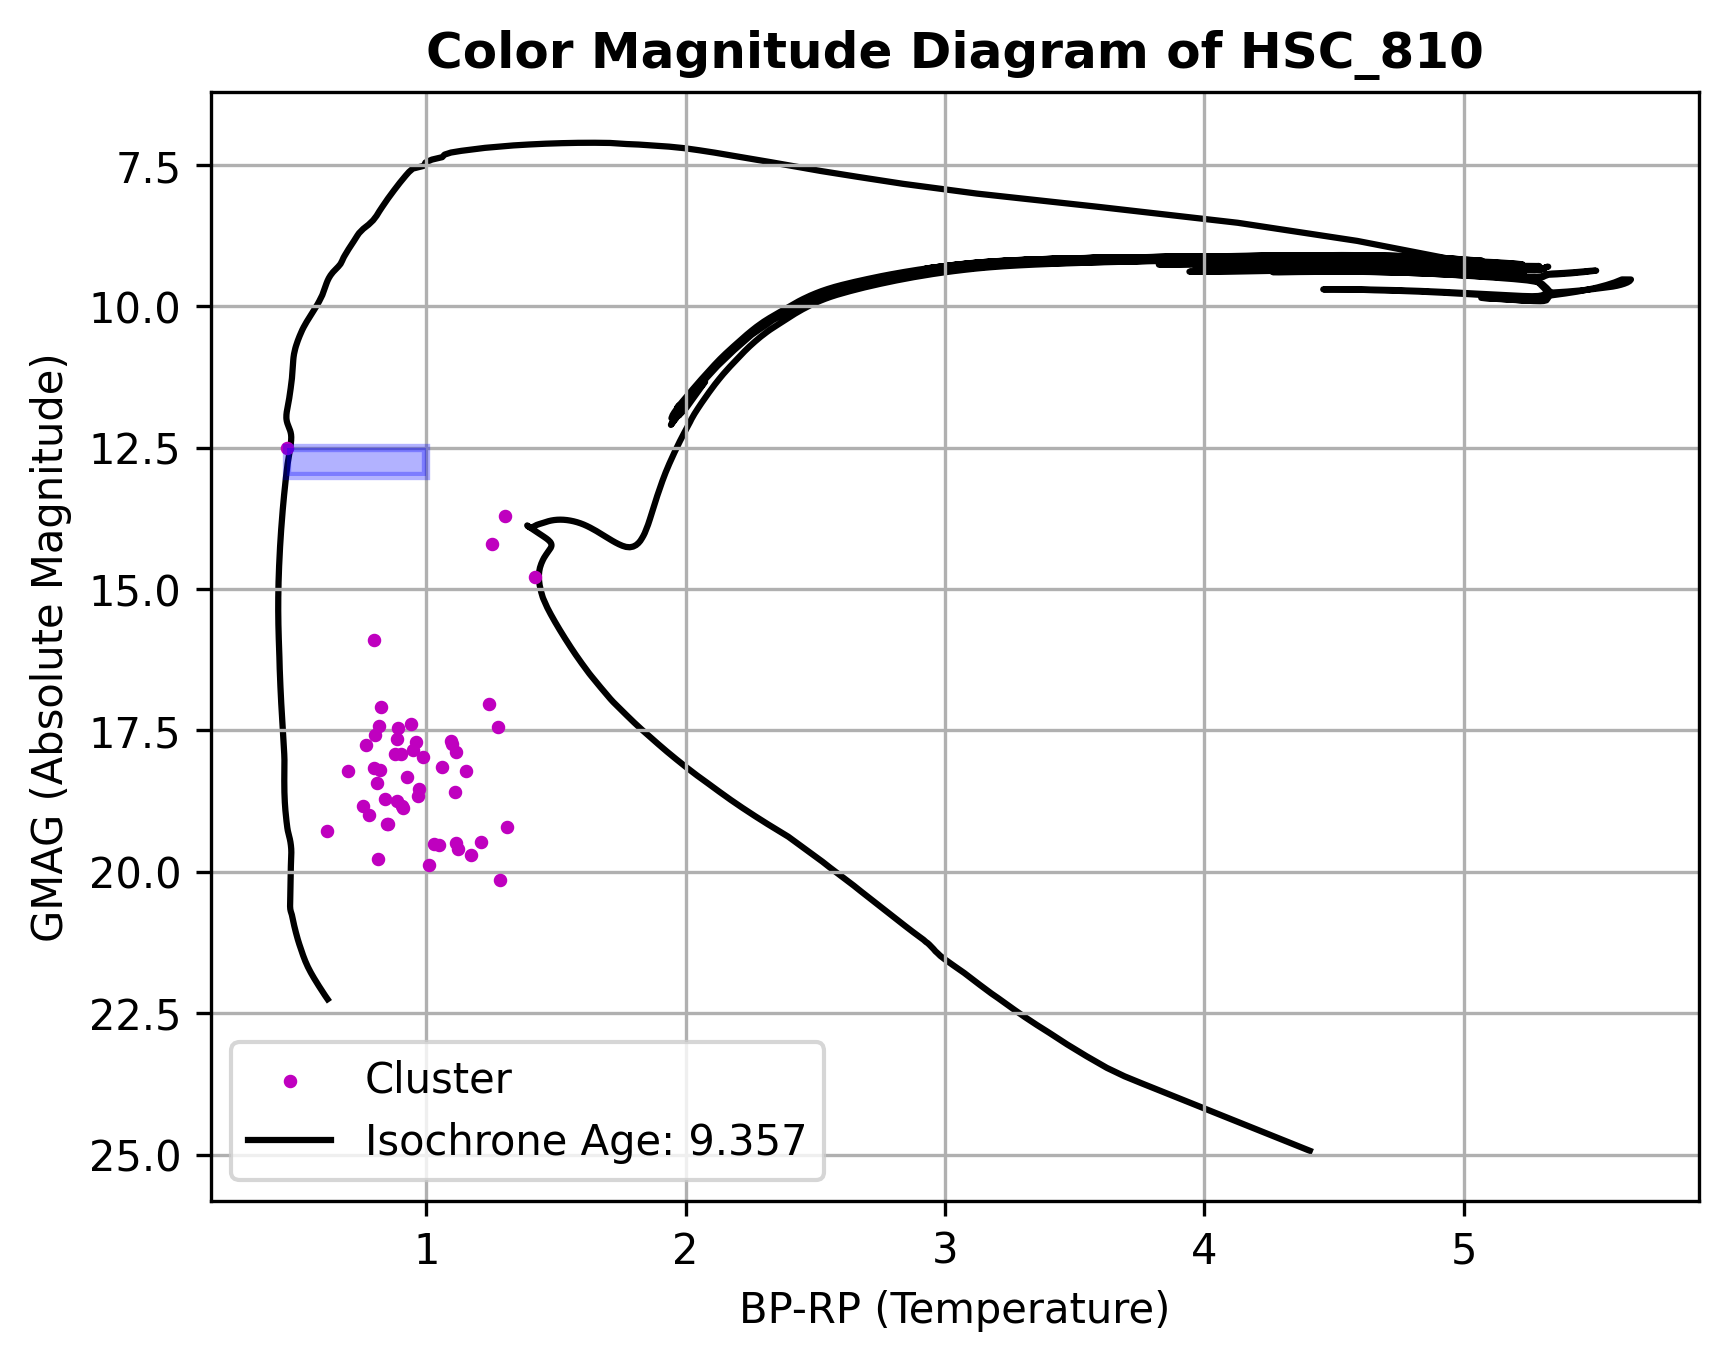 Color Magnitude Diagram of HSC_810
GMAG (Absolute Magnitude)
7.5
10.0
12.5
15.0
17.5
20.0
22.5
25.0
Cluster
Isochrone Age: 9.357
1 2 3 4 5
BP-RP (Temperature)